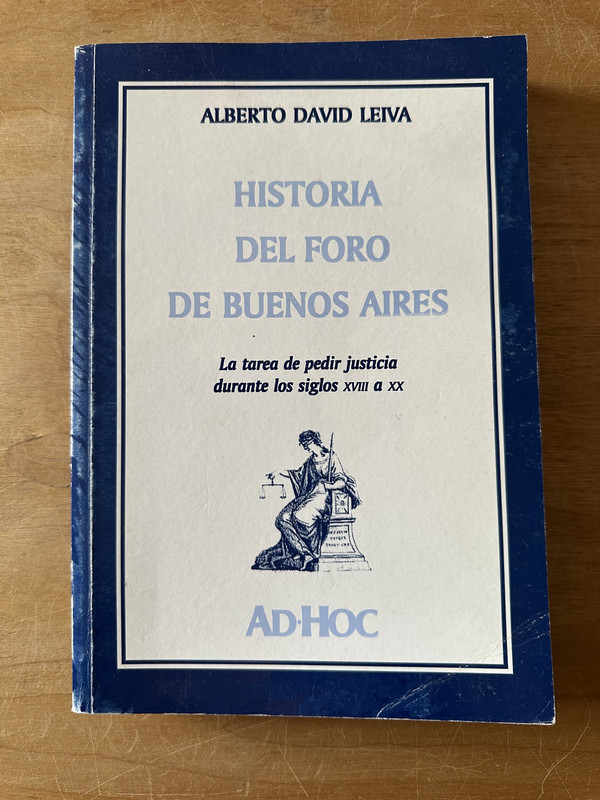 ALBERTO DAVID LEIVA
HISTORIA
DEL FORO
DE BUENOS AIRES
La tarea de pedir justicia
durante los siglos XVIII a XX
AD·HOC